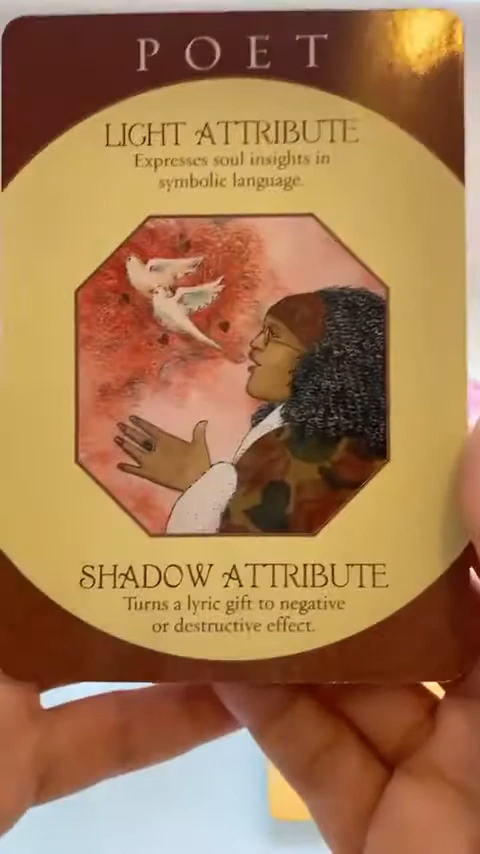 POET
LIGHT ATTRIBUTE
Expresses soul insights in
symbolic language.
SHADOW ATTRIBUTE
Turns a lyric gift to negative
or destructive effect.